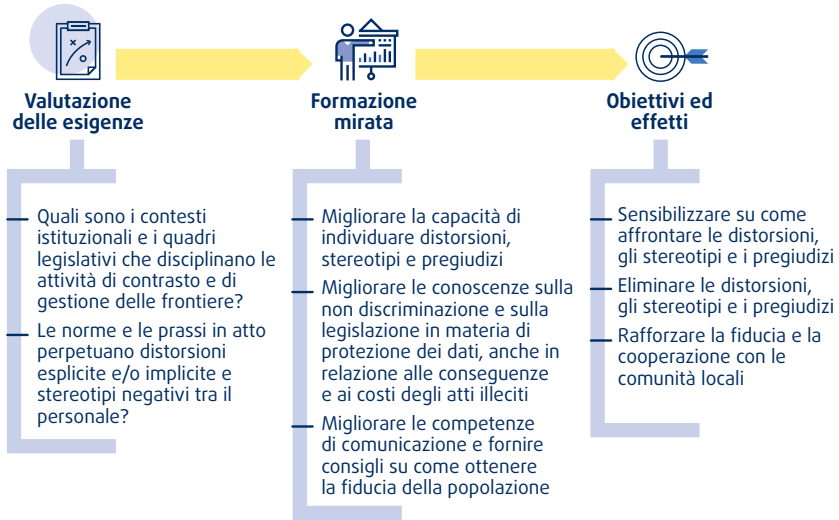 Valutazione
delle esigenze
Quali sono i contesti
istituzionali e i quadri
legislativi che disciplinano le
attività di contrasto e di
gestione delle frontiere?
Le norme e le prassi in atto
perpetuano distorsioni
esplicite e/o implicite e
stereotipi negativi tra il
personale?
Formazione
mirata
Migliorare la capacità di
individuare distorsioni,
stereotipi e pregiudizi
Migliorare le conoscenze sulla
non discriminazione e sulla
legislazione in materia di
protezione dei dati, anche in
relazione alle conseguenze
e ai costi degli atti illeciti
Migliorare le competenze
di comunicazione e fornire
consigli su come ottenere
la fiducia della popolazione
Obiettivi ed
effetti
Sensibilizzare su come
affrontare le distorsioni,
gli stereotipi e i pregiudizi
Eliminare le distorsioni,
gli stereotipi e i pregiudizi
Rafforzare la fiducia e la
cooperazione con le
comunità locali